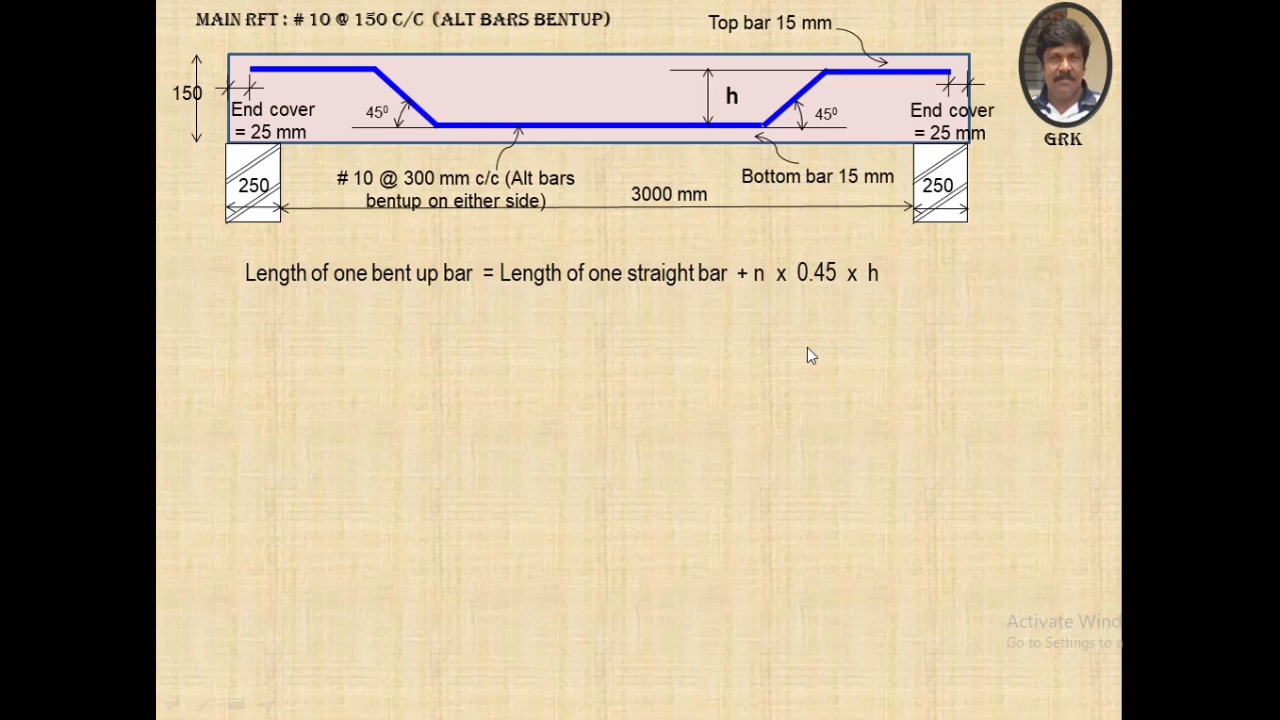 MAIN RFT : # 10 @ 150 C/C (ALT BARS BENTUP)
Top bar 15 mm
150
End cover
= 25 mm
45⁰
h
45⁰
End cover
= 25 mm
GRK
250
# 10 @ 300 mm c/c (Alt bars
bentup on either side)
3000 mm
Bottom bar 15 mm
250
Length of one bent up bar = Length of one straight bar + n x 0.45 x h
Activate Wind
Go to Settings to a